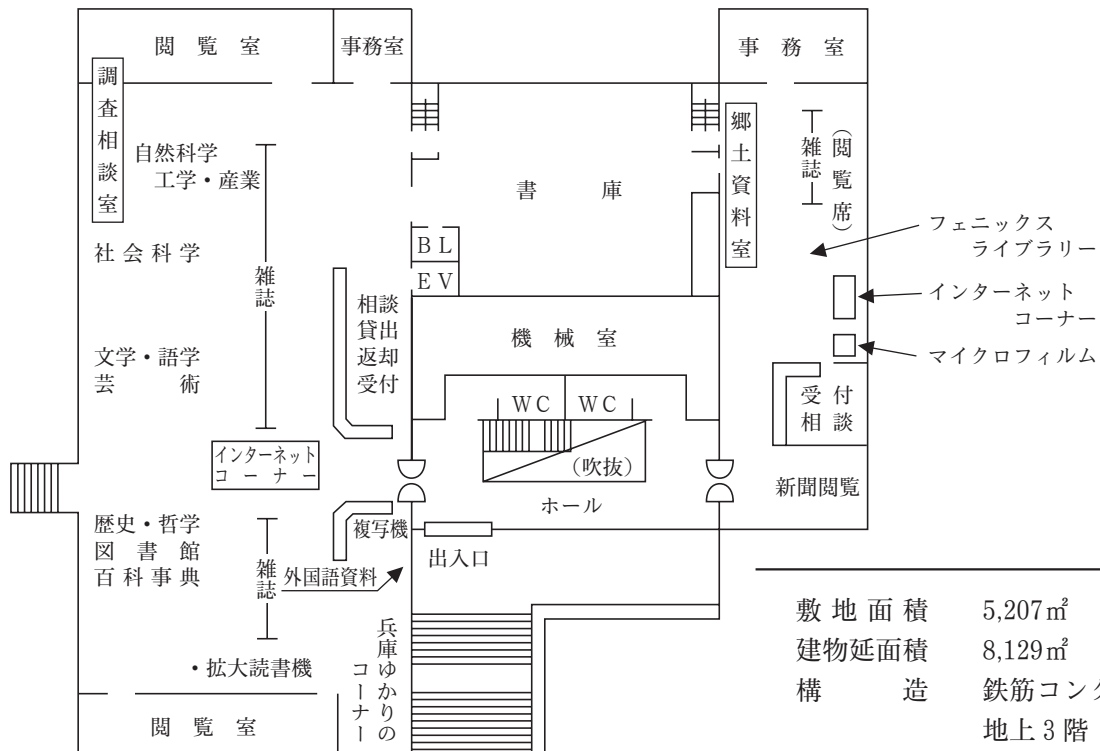 閲覧室
事務室
事務室
調査相談室
自然科学
工学・産業
社会科学
雑誌
文学・語学
芸術
インターネット
コーナー
歴史・哲学
図書館
百科事典
雑誌
外国語資料
・拡大読書機
閲覧室
兵庫ゆかりの
コーナー
書庫
BL
EV
相談
貸出
返却
受付
機械室
WC
WC
(吹抜)
ホール
複写機
出入口
郷土資料室
雑誌
(閲覧席)
フェニックス
ライブラリー
インターネット
コーナー
マイクロフィルム
受付
相談
新聞閲覧
敷地面積 5,207㎡
建物延面積 8,129㎡
構造 鉄筋コンク
地上3階